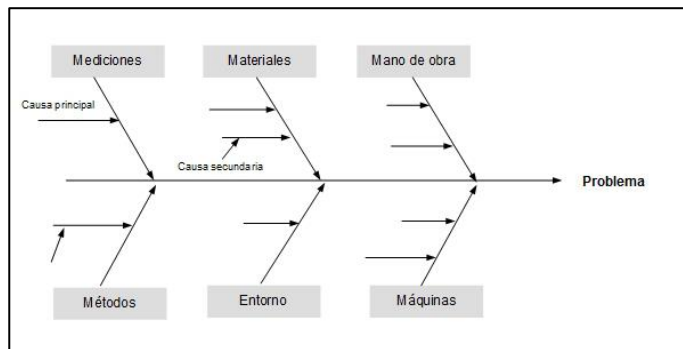 Mediciones
Materiales
Mano de obra
Causa principal
Causa secundaria
Problema
Métodos
Entorno
Máquinas